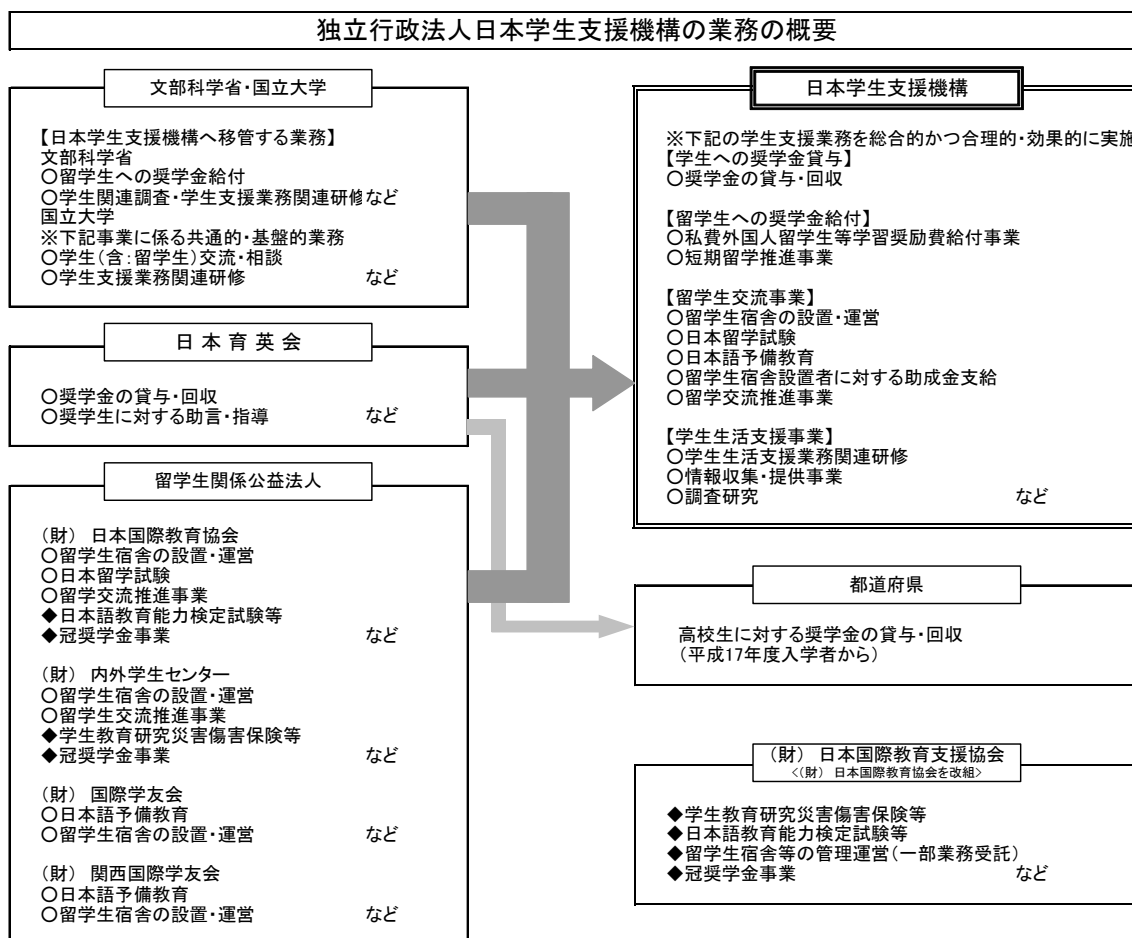 独立行政法人日本学生支援機構の業務の概要
文部科学省・国立大学
【日本学生支援機構へ移管する業務】
文部科学省
○留学生への奨学金給付
○学生関連調査・学生支援業務関連研修など
国立大学
※下記事業に係る共通的・基盤的業務
○学生(含:留学生)交流・相談
○学生支援業務関連研修 など
日本育英会
○奨学金の貸与・回収
○奨学生に対する助言・指導 など
留学生関係公益法人
(財) 日本国際教育協会
○留学生宿舎の設置・運営
○日本留学試験
○留学交流推進事業
◆日本語教育能力検定試験等
◆冠奨学金事業 など
(財) 内外学生センター
○留学生宿舎の設置・運営
○留学生交流推進事業
◆学生教育研究災害傷害保険等
◆冠奨学金事業 など
(財) 国際学友会
○日本語予備教育
○留学生宿舎の設置・運営 など
(財) 関西国際学友会
○日本語予備教育
○留学生宿舎の設置・運営 など
日本学生支援機構
※下記の学生支援業務を総合的かつ合理的・効果的に実施
【学生への奨学金貸与】
○奨学金の貸与・回収
【留学生への奨学金給付】
○私費外国人留学生等学習奨励費給付事業
○短期留学推進事業
【留学生交流事業】
○留学生宿舎の設置・運営
○日本留学試験
○日本語予備教育
○留学生宿舎設置者に対する助成金支給
○留学交流推進事業
【学生生活支援事業】
○学生生活支援業務関連研修
○情報収集・提供事業
○調査研究 など
都道府県
高校生に対する奨学金の貸与・回収
(平成17年度入学者から)
(財) 日本国際教育支援協会
<(財) 日本国際教育協会を改組>
◆学生教育研究災害傷害保険等
◆日本語教育能力検定試験等
◆留学生宿舎等の管理運営(一部業務受託)
◆冠奨学金事業 など